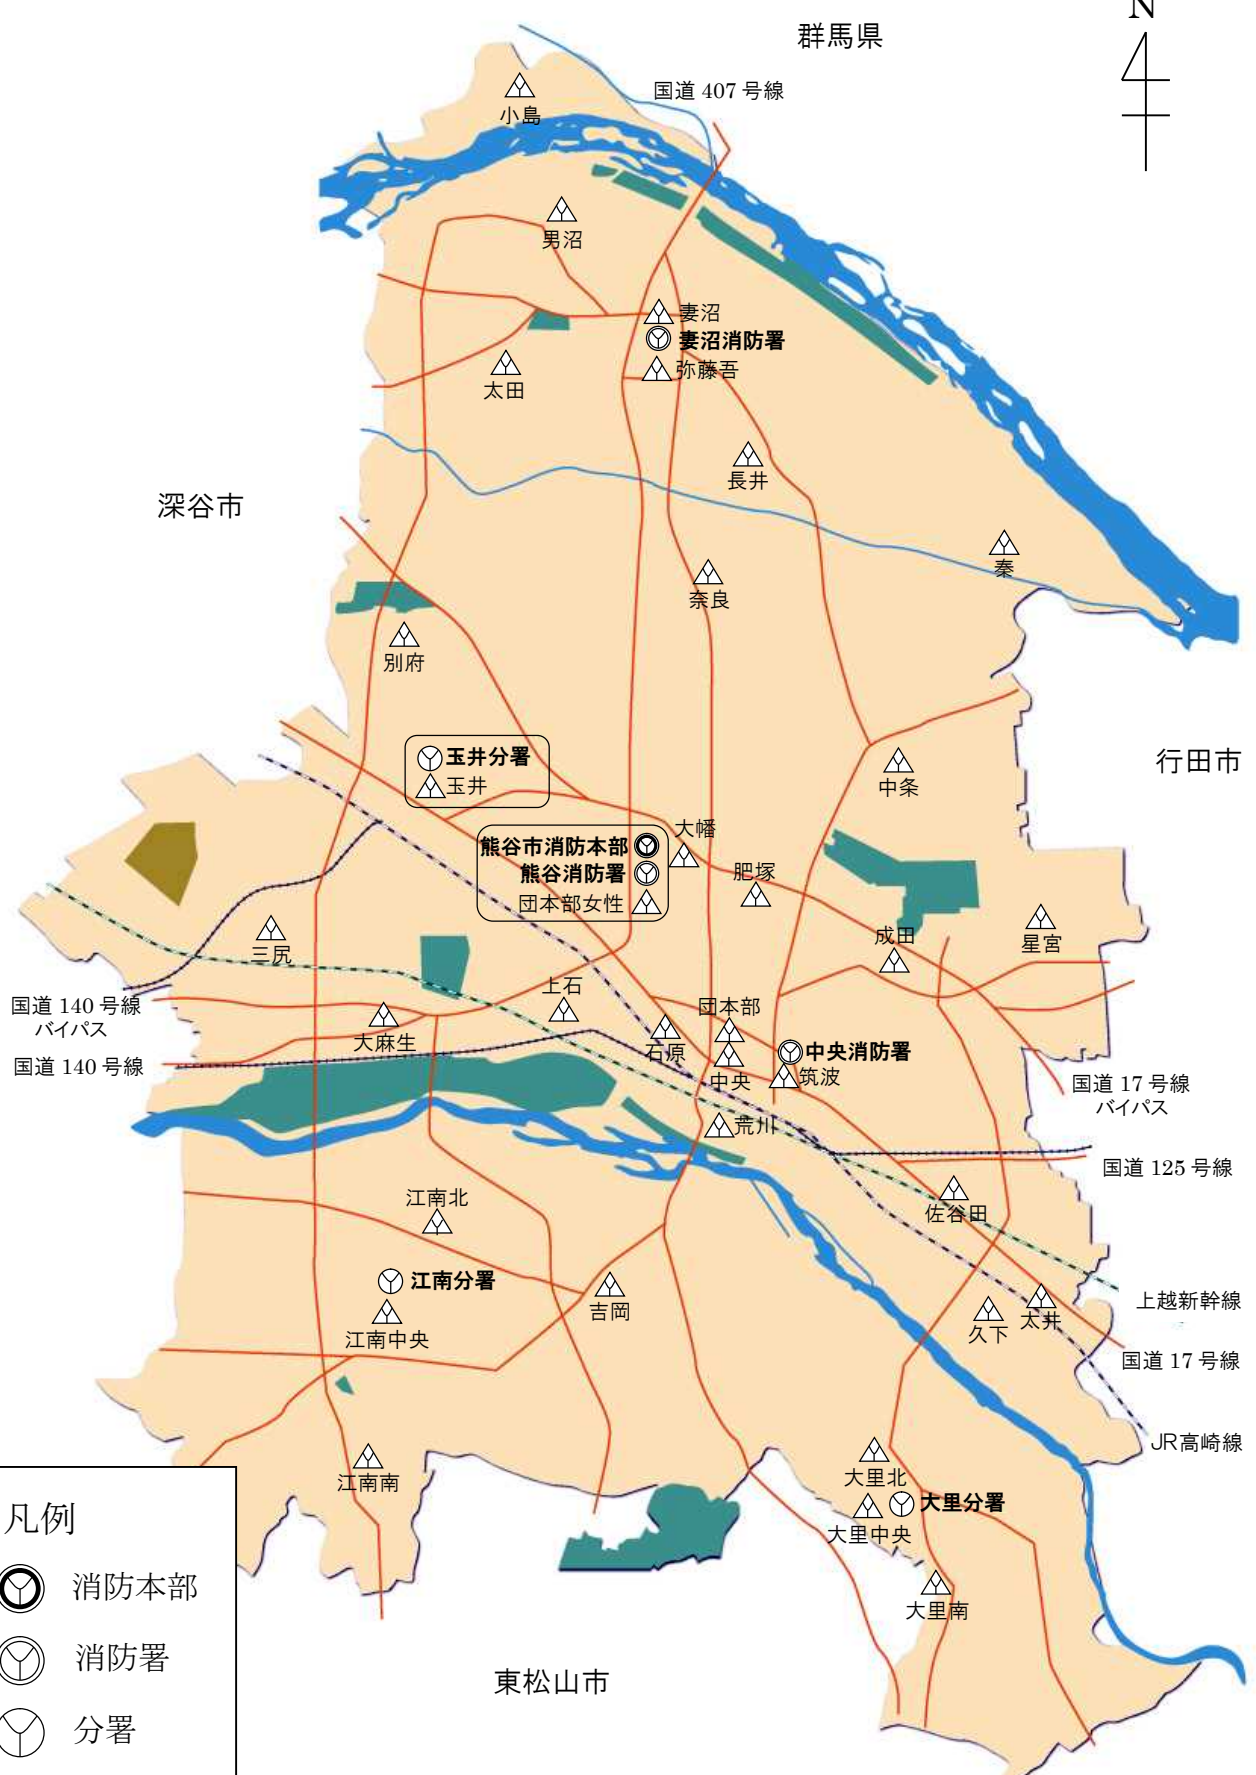 N
群馬県
国道 407 号線
小島
男沼
妻沼
妻沼消防署
弥藤吾
太田
長井
深谷市
秦
奈良
別府
玉井分署
玉井
行田市
中条
大幡
熊谷市消防本部
熊谷消防署
団本部女性
肥塚
三尻
成田
星宮
上石
国道 140 号線
バイパス
団本部
大麻生
石原
中央消防署
国道 140 号線
中央
筑波
国道 17 号線
バイパス
荒川
国道 125 号線
江南北
佐谷田
江南分署
上越新幹線
吉岡
江南中央
久下
太井
国道 17 号線
JR高崎線
江南南
大里北
大里分署
大里中央
大里南
凡例
消防本部
消防署
分署
東松山市